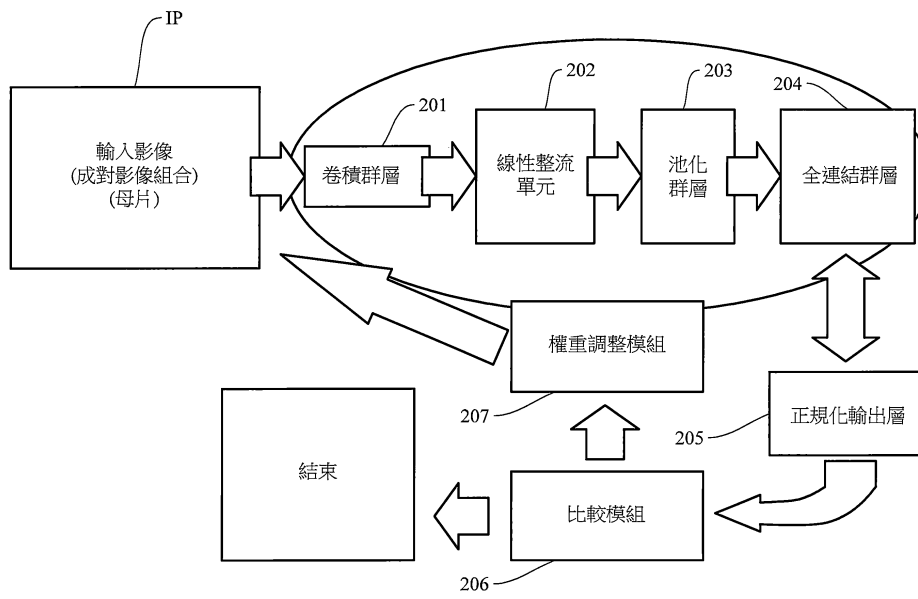 IP
輸入影像
(成對影像組合)
(母片)
201
卷積群層
202
線性整流
單元
203
池化
群層
204
全連結群層
權重調整模組
207
正規化輸出層
205
結束
比較模組
206